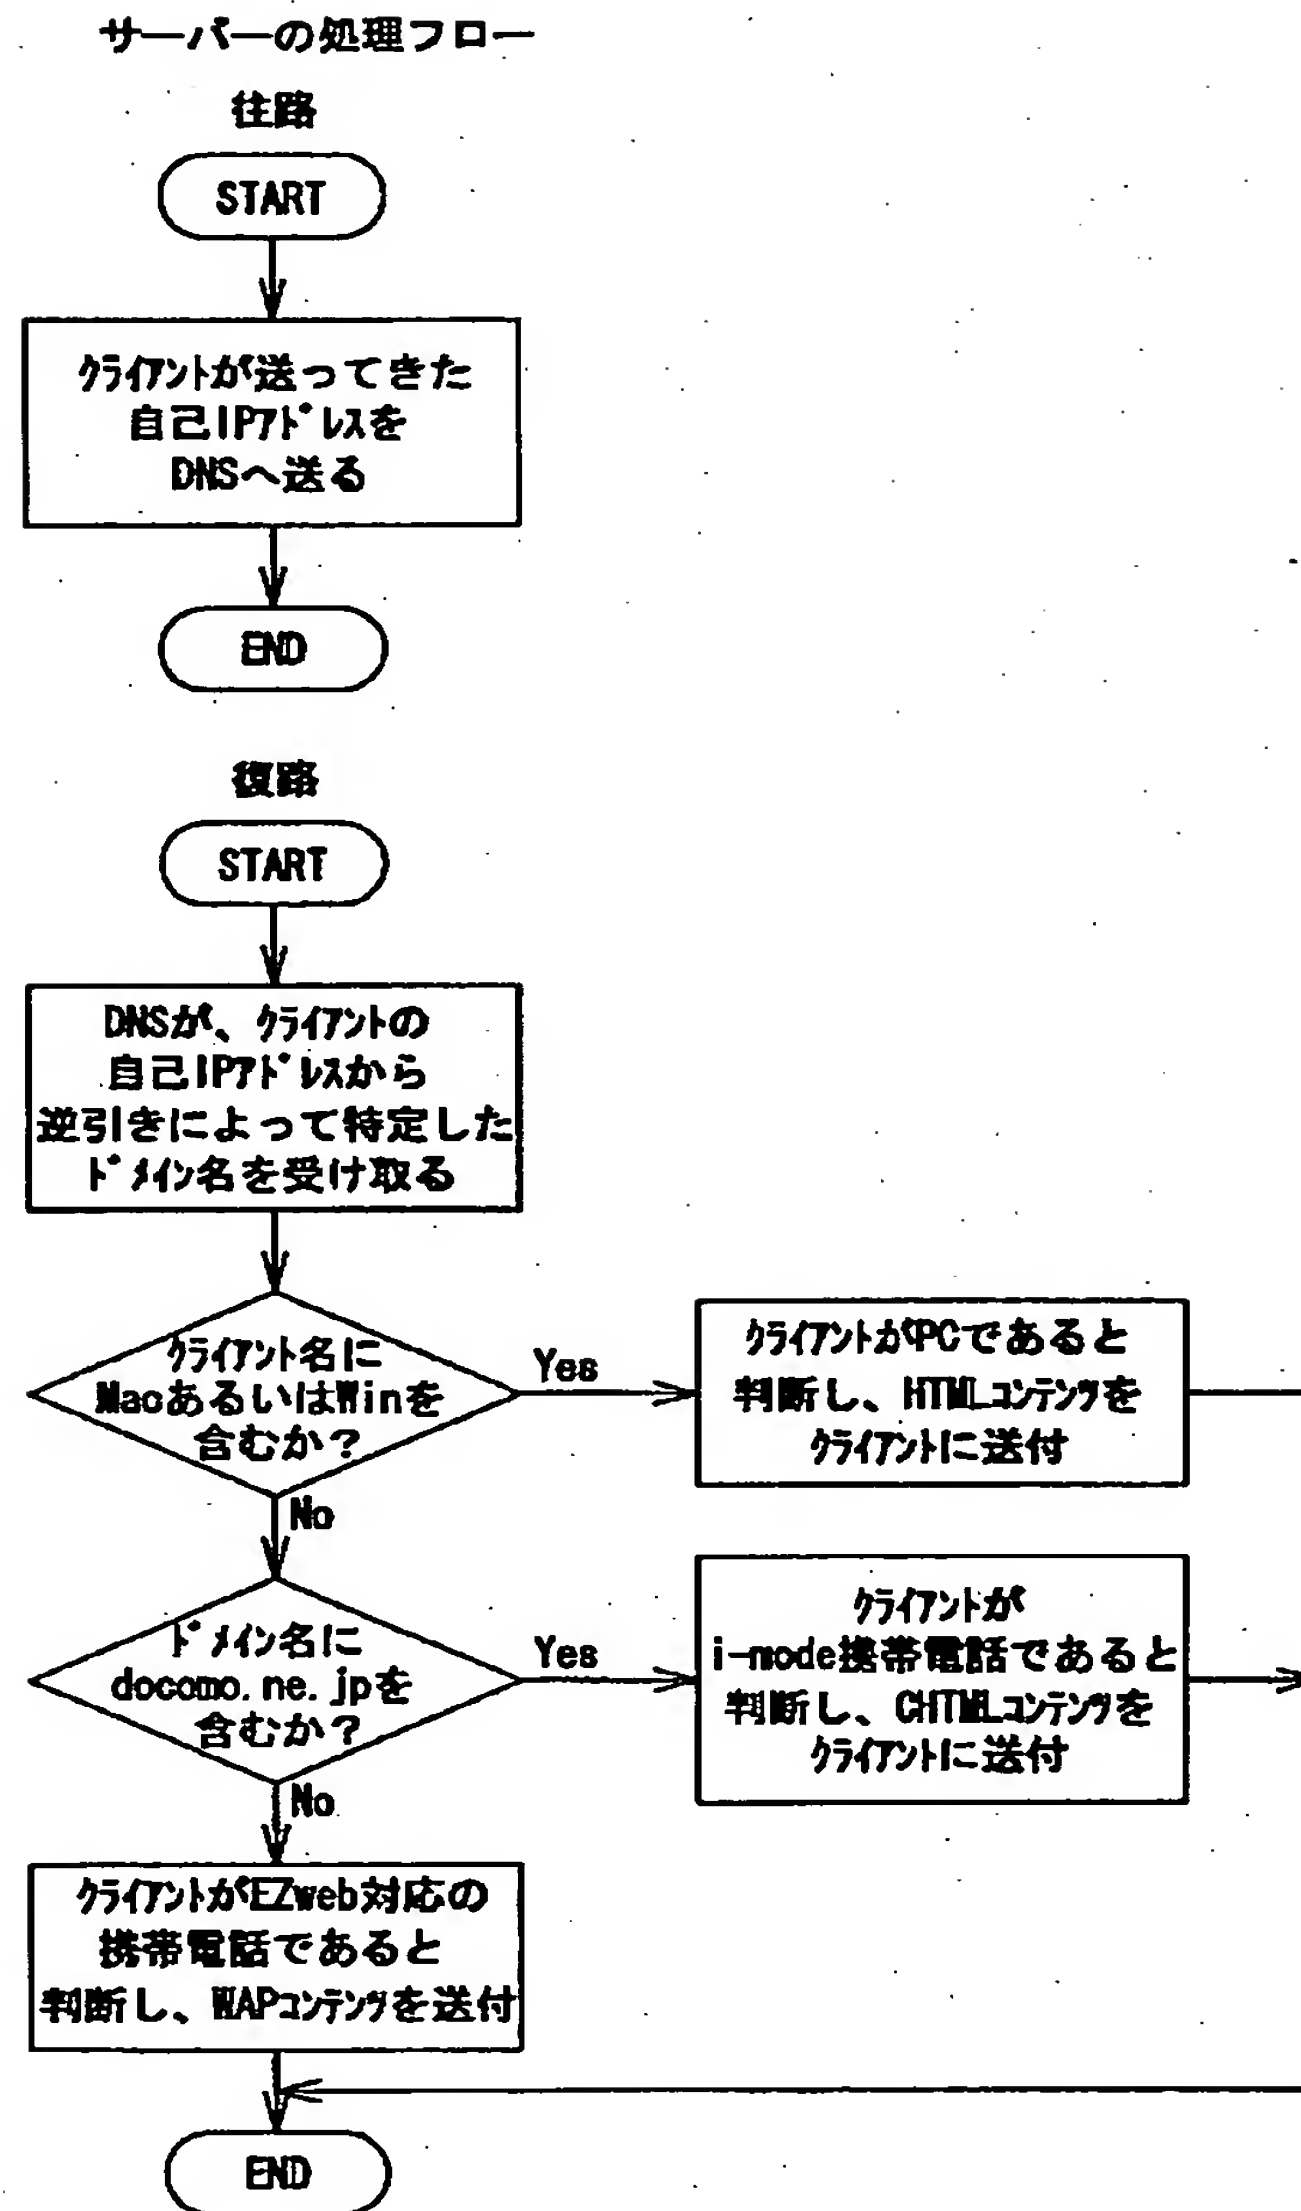 サーバーの処理フロー
往路
START
クライアントが送ってきた
自己IPアドレスを
DNSへ送る
END
復路
START
DNSが、クライアントの
自己IPアドレスから
逆引きによって特定した
ドメイン名を受け取る
クライアント名に
MacあるいはWinを
含むか？
Yes
クライアントがPCであると
判断し、HTMLコンテンツを
クライアントに送付
No
ドメイン名に
docomo.ne.jpを
含むか？
Yes
クライアントが
i-mode携帯電話であると
判断し、CHTMLコンテンツを
クライアントに送付
No
クライアントがEZweb対応の
携帯電話であると
判断し、WAPコンテンツを送付
END